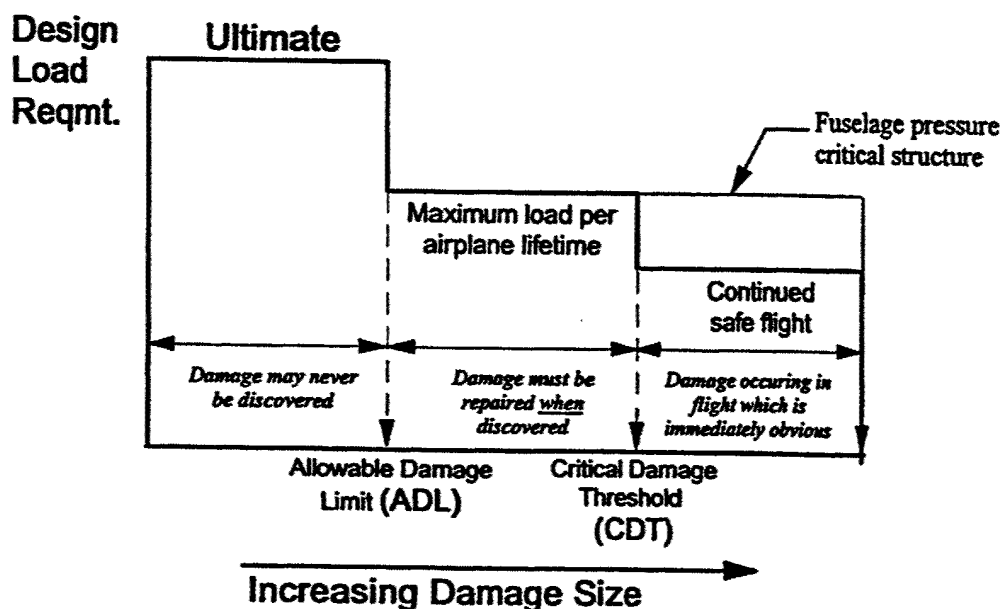 Design
Load
Reqmt.
Ultimate
Fuselage pressure
critical structure
Maximum load per
airplane lifetime
Continued
safe flight
Damage may never
be discovered
Damage must be
repaired when
discovered
Damage occuring in
flight which is
immediately obvious
Allowable Damage
Limit (ADL)
Critical Damage
Threshold
(CDT)
Increasing Damage Size